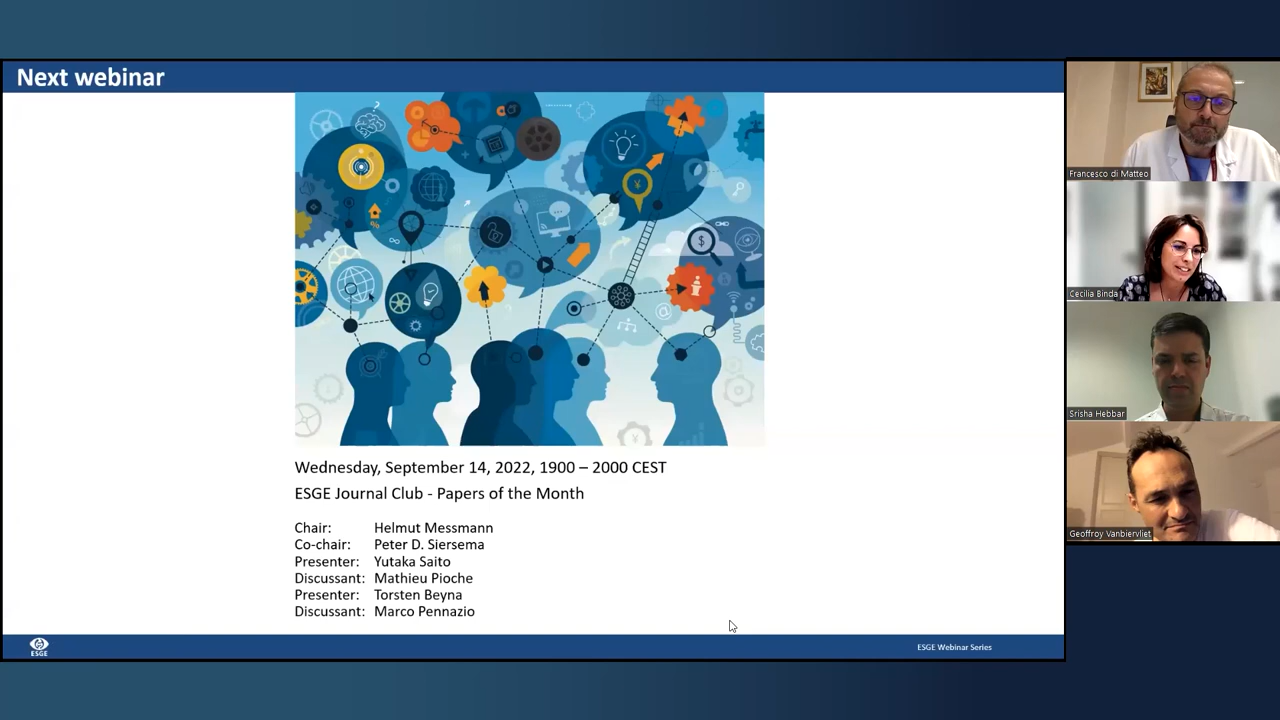 Next webinar
Wednesday, September 14, 2022, 1900 – 2000 CEST
ESGE Journal Club - Papers of the Month
Chair: Helmut Messmann
Co-chair: Peter D. Siersema
Presenter: Yutaka Saito
Discussant: Mathieu Pioche
Presenter: Torsten Beyna
Discussant: Marco Pennazio
ESGE
ESGE Webinar Series
Francesco di Matteo
Cecilia Binda
Srisha Hebbar
Geoffroy Vanbiervliet